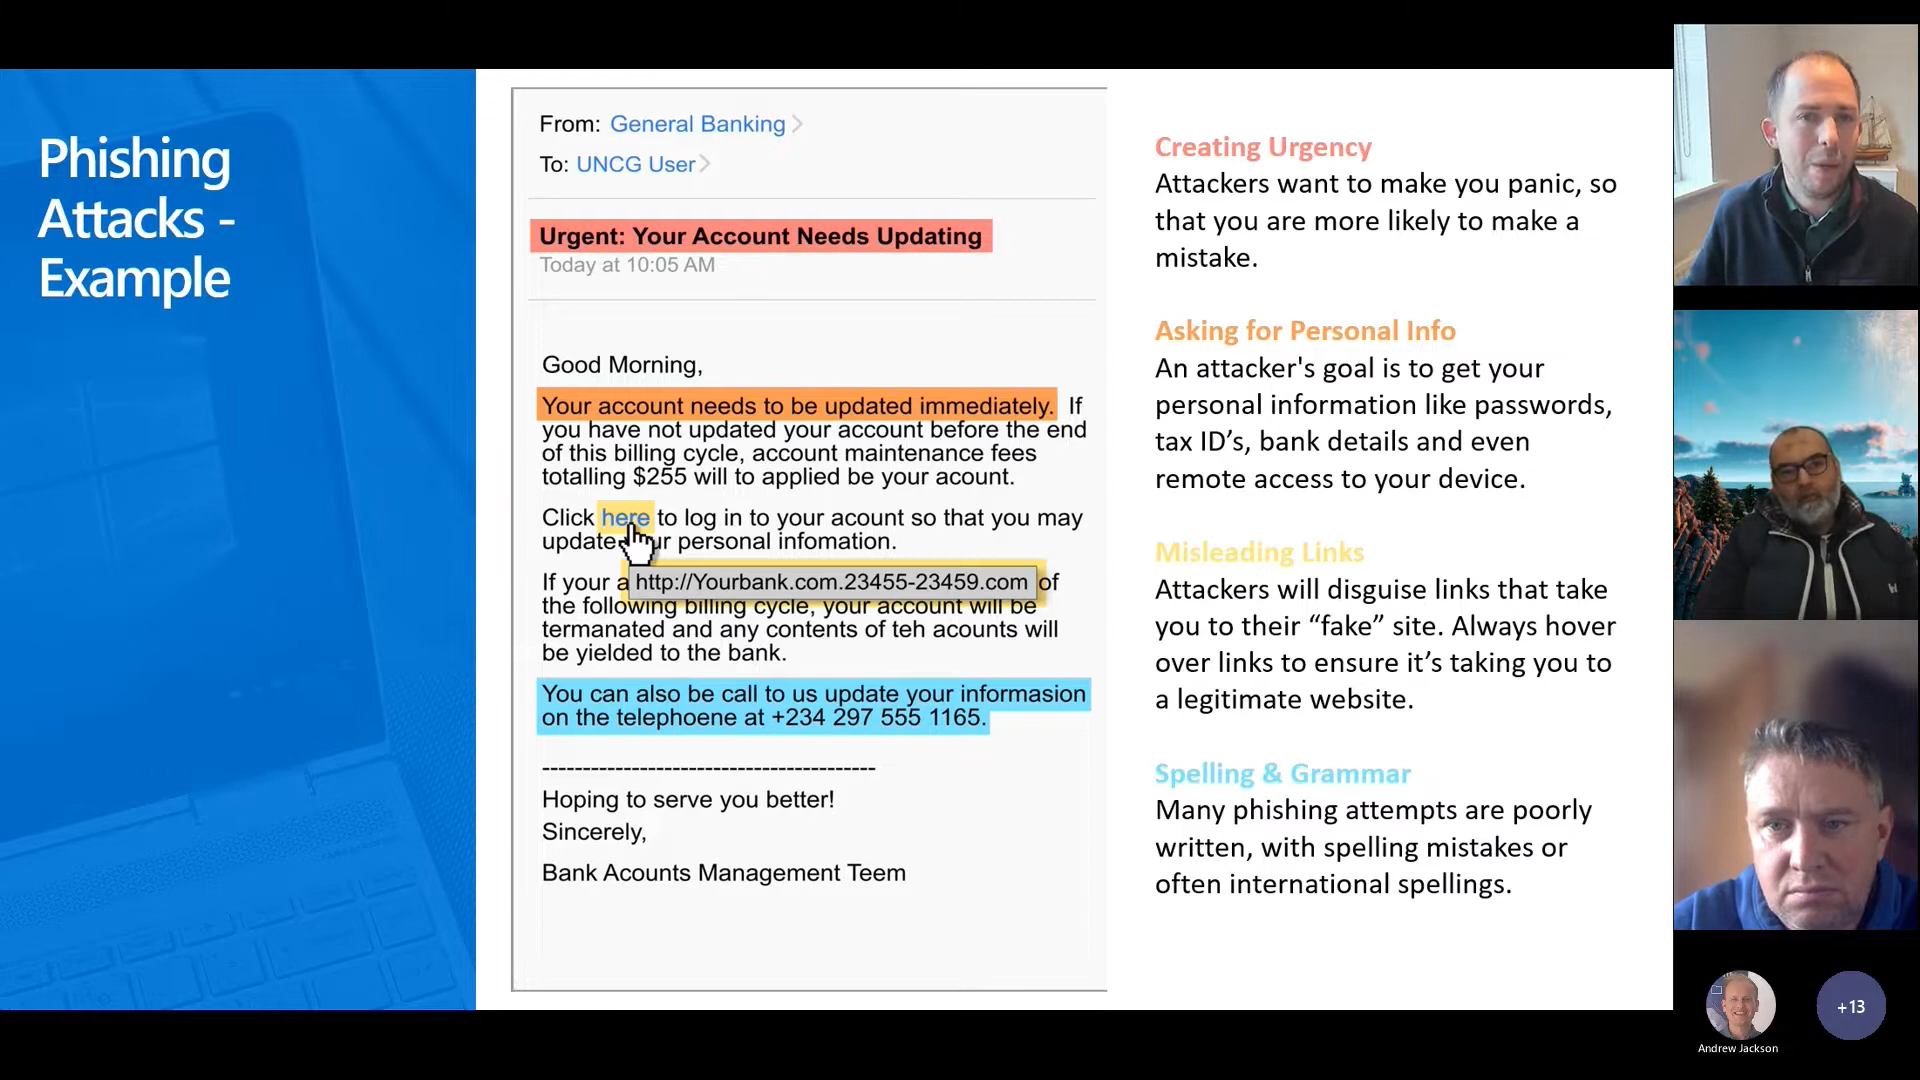 Phishing
Attacks -
Example
From: General Banking
To: UNCG User
Urgent: Your Account Needs Updating
Today at 10:05 AM
Good Morning,
Your account needs to be updated immediately. If
you have not updated your account before the end
of this billing cycle, account maintenance fees
totalling $255 will to applied be your acount.
Click here to log in to your acount so that you may
update ur personal infomation.
If your a http://Yourbank.com.23455-23459.com of
the following billing cycle, your account will be
termanated and any contents of teh acounts will
be yielded to the bank.
You can also be call to us update your informasion
on the telephoene at +234 297 555 1165.
----------------------------------------
Hoping to serve you better!
Sincerely,
Bank Acounts Management Teem
Creating Urgency
Attackers want to make you panic, so
that you are more likely to make a
mistake.
Asking for Personal Info
An attacker's goal is to get your
personal information like passwords,
tax ID’s, bank details and even
remote access to your device.
Misleading Links
Attackers will disguise links that take
you to their “fake” site. Always hover
over links to ensure it’s taking you to
a legitimate website.
Spelling & Grammar
Many phishing attempts are poorly
written, with spelling mistakes or
often international spellings.
+13
Andrew Jackson